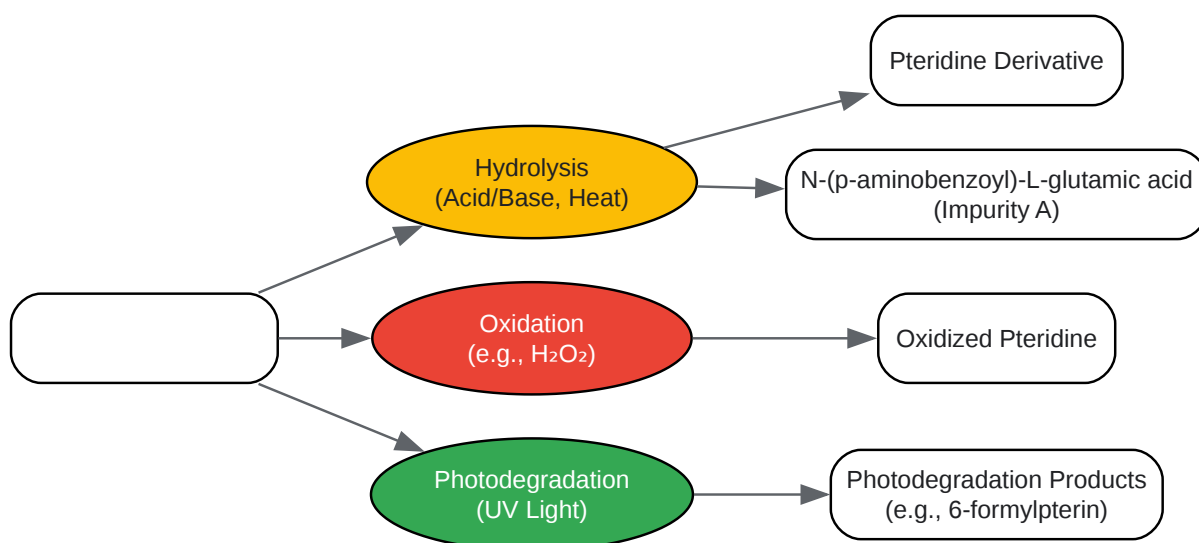 Pteridine Derivative
Hydrolysis
(Acid/Base, Heat)
N-(p-aminobenzoyl)-L-glutamic acid
(Impurity A)
Oxidation
(e.g., H₂O₂)
Oxidized Pteridine
Photodegradation
(UV Light)
Photodegradation Products
(e.g., 6-formylpterin)